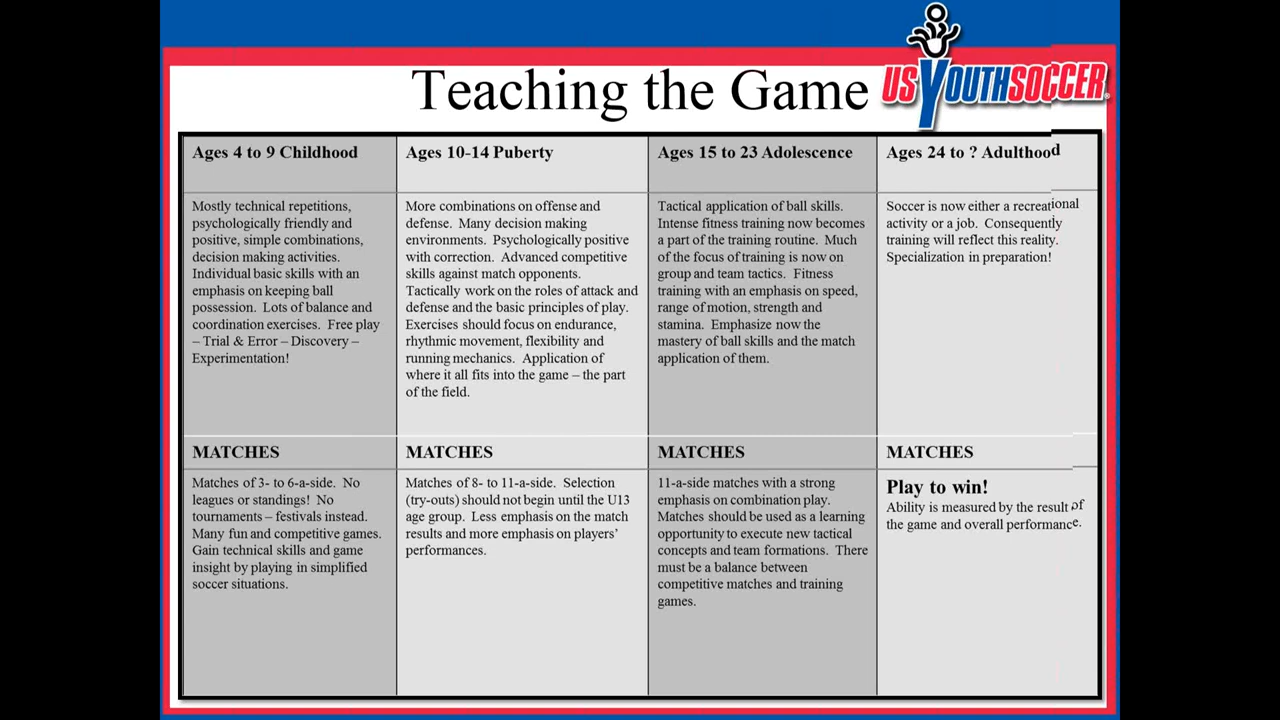 Teaching the Game
US YOUTH SOCCER®
Ages 4 to 9 Childhood
Mostly technical repetitions,
psychologically friendly and
positive, simple combinations,
decision making activities.
Individual basic skills with an
emphasis on keeping ball
possession.  Lots of balance and
coordination exercises.  Free play
– Trial & Error – Discovery –
Experimentation!
MATCHES
Matches of 3- to 6-a-side.  No
leagues or standings!  No
tournaments – festivals instead.
Many fun and competitive games.
Gain technical skills and game
insight by playing in simplified
soccer situations.
Ages 10-14 Puberty
More combinations on offense and
defense.  Many decision making
environments.  Psychologically positive
with correction.  Advanced competitive
skills against match opponents.
Tactically work on the roles of attack and
defense and the basic principles of play.
Exercises should focus on endurance,
rhythmic movement, flexibility and
running mechanics.  Application of
where it all fits into the game – the part
of the field.
MATCHES
Matches of 8- to 11-a-side.  Selection
(try-outs) should not begin until the U13
age group.  Less emphasis on the match
results and more emphasis on players’
performances.
Ages 15 to 23 Adolescence
Tactical application of ball skills.
Intense fitness training now becomes
a part of the training routine.  Much
of the focus of training is now on
group and team tactics.  Fitness
training with an emphasis on speed,
range of motion, strength and
stamina.  Emphasize now the
mastery of ball skills and the match
application of them.
MATCHES
11-a-side matches with a strong
emphasis on combination play.
Matches should be used as a learning
opportunity to execute new tactical
concepts and team formations.  There
must be a balance between
competitive matches and training
games.
Ages 24 to ? Adulthood
Soccer is now either a recreational
activity or a job.  Consequently
training will reflect this reality.
Specialization in preparation!
MATCHES
Play to win!
Ability is measured by the result of
the game and overall performance.